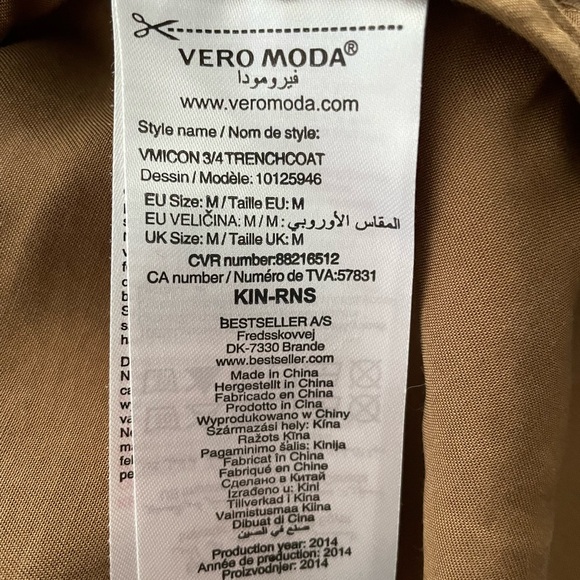 VERO MODA®
فيرومودا
www.veromoda.com
Style name / Nom de style:
VMICON 3/4 TRENCHCOAT
Dessin / Modèle: 10125946
EU Size: M / Taille EU: M
EU VELIČINA: M / M : المقاس الأوروبي
UK Size: M / Taille UK: M
CVR number:88216512
CA number / Numéro de TVA:57831
KIN-RNS
BESTSELLER A/S
Fredsskovvej
DK-7330 Brande
www.bestseller.com
Made in China
Hergestellt in China
Fabricado en China
Prodotto in Cina
Wyprodukowano w Chiny
Származási hely: Kína
Ražots Ķīna
Pagaminimo šalis: Kinija
Fabricat în China
Fabriqué en Chine
Сделано в Китай
Izrađeno u: Kini
Tillverkad i Kina
Valmistusmaa Kiina
Dibuat di Cina
صنع في الصين
Production year: 2014
Année de production: 2014
Proizvodnjer: 2014